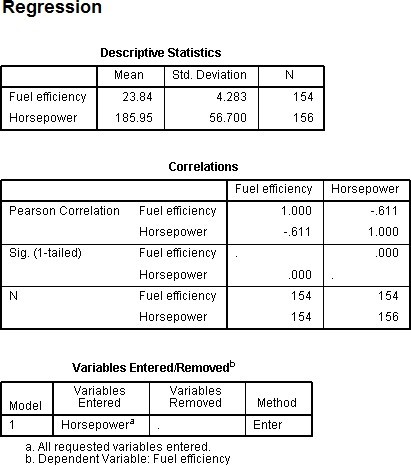 Regression
Descriptive Statistics
Mean Std. Deviation N
Fuel efficiency 23.84 4.283 154
Horsepower 185.95 56.700 156
Correlations
Fuel efficiency Horsepower
Pearson Correlation Fuel efficiency 1.000 -.611
Horsepower -.611 1.000
Sig. (1-tailed) Fuel efficiency . .000
Horsepower .000 .
N Fuel efficiency 154 154
Horsepower 154 156
Variables Entered/Removedb
Model Variables Entered Variables Removed Method
1 Horsepowera . Enter
a. All requested variables entered.
b. Dependent Variable: Fuel efficiency